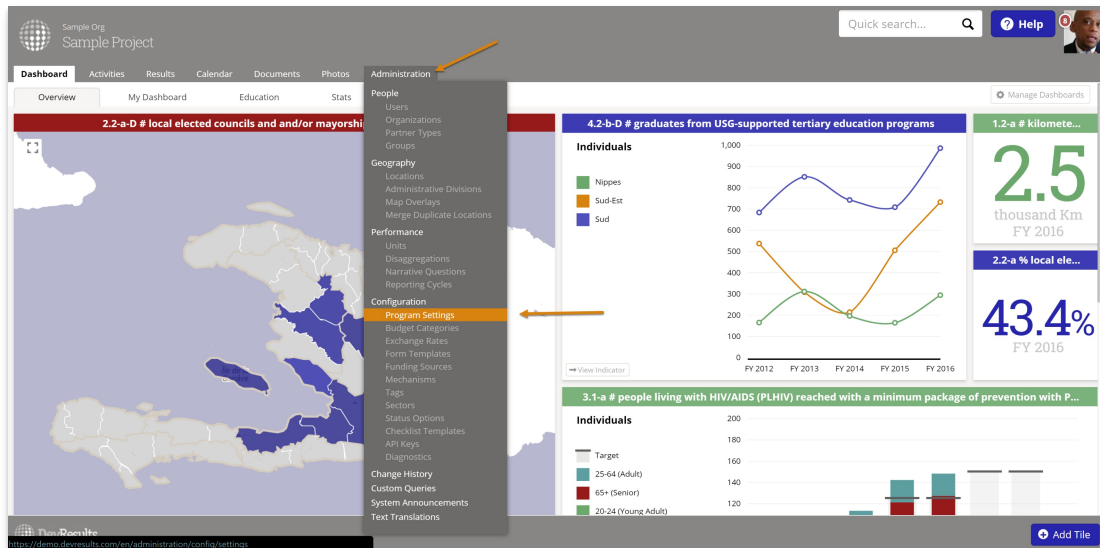 Sample Org
Sample Project
Quick search...
Help
8
Dashboard Activities Results Calendar Documents Photos Administration
Overview My Dashboard Education Stats
Manage Dashboards
People
Users
Organizations
Partner Types
Groups
Geography
Locations
Administrative Divisions
Map Overlays
Merge Duplicate Locations
Performance
Units
Disaggregations
Narrative Questions
Reporting Cycles
Configuration
Program Settings
Budget Categories
Exchange Rates
Form Templates
Funding Sources
Mechanisms
Tags
Sectors
Status Options
Checklist Templates
API Keys
Diagnostics
Change History
Custom Queries
System Announcements
Text Translations
2.2-a-D # local elected councils and and/or mayorshi
4.2-b-D # graduates from USG-supported tertiary education programs
Individuals
Nippes
Sud-Est
Sud
1,000
900
800
700
600
500
400
300
200
100
0
FY 2012 FY 2013 FY 2014 FY 2015 FY 2016
View Indicator
1.2-a # kilomete...
2.5
thousand Km
FY 2016
2.2-a % local ele...
43.4%
FY 2016
3.1-a # people living with HIV/AIDS (PLHIV) reached with a minimum package of prevention with P...
Individuals
Target
25-64 (Adult)
65+ (Senior)
20-24 (Young Adult)
200
180
160
140
120
DevResults
https://demo.devresults.com/en/administration/config/settings
Add Tile